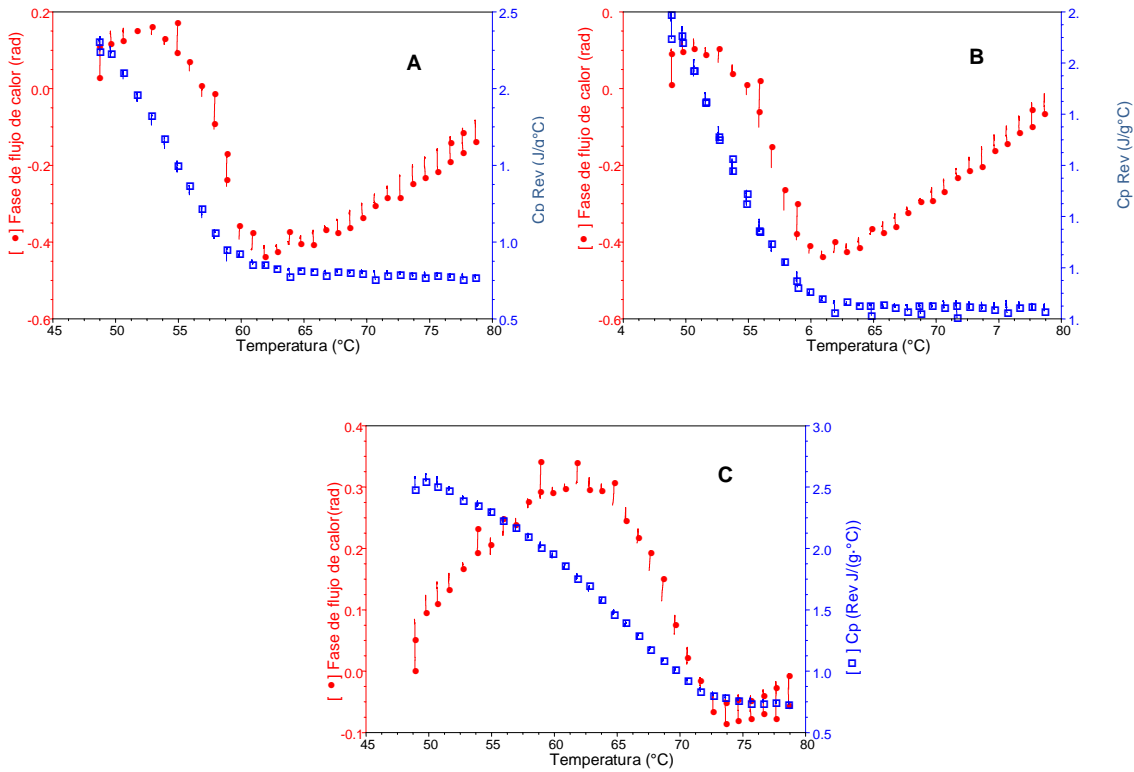 A
[ • ] Fase de flujo de calor (rad)
0.2
0.0
-0.2
-0.4
-0.6
2.5
2.0
1.5
1.0
0.5
Cp Rev (J/g°C)
45 50 55 60 65 70 75 80
Temperatura (°C)
B
[ • ] Fase de flujo de calor (rad)
0.
0.
-0.2
-0.4
-0.6
2.
2.
1.
1.
1.
1.
1.
Cp Rev (J/g°C)
4 50 55 6 65 70 7 80
Temperatura (°C)
C
[ • ] Fase de flujo de calor(rad)
0.4
0.3
0.2
0.1
0.0
-0.1
3.0
2.5
2.0
1.5
1.0
0.5
[ ] Cp (Rev J/(g·°C))
45 50 55 60 65 70 75 80
Temperatura (°C)